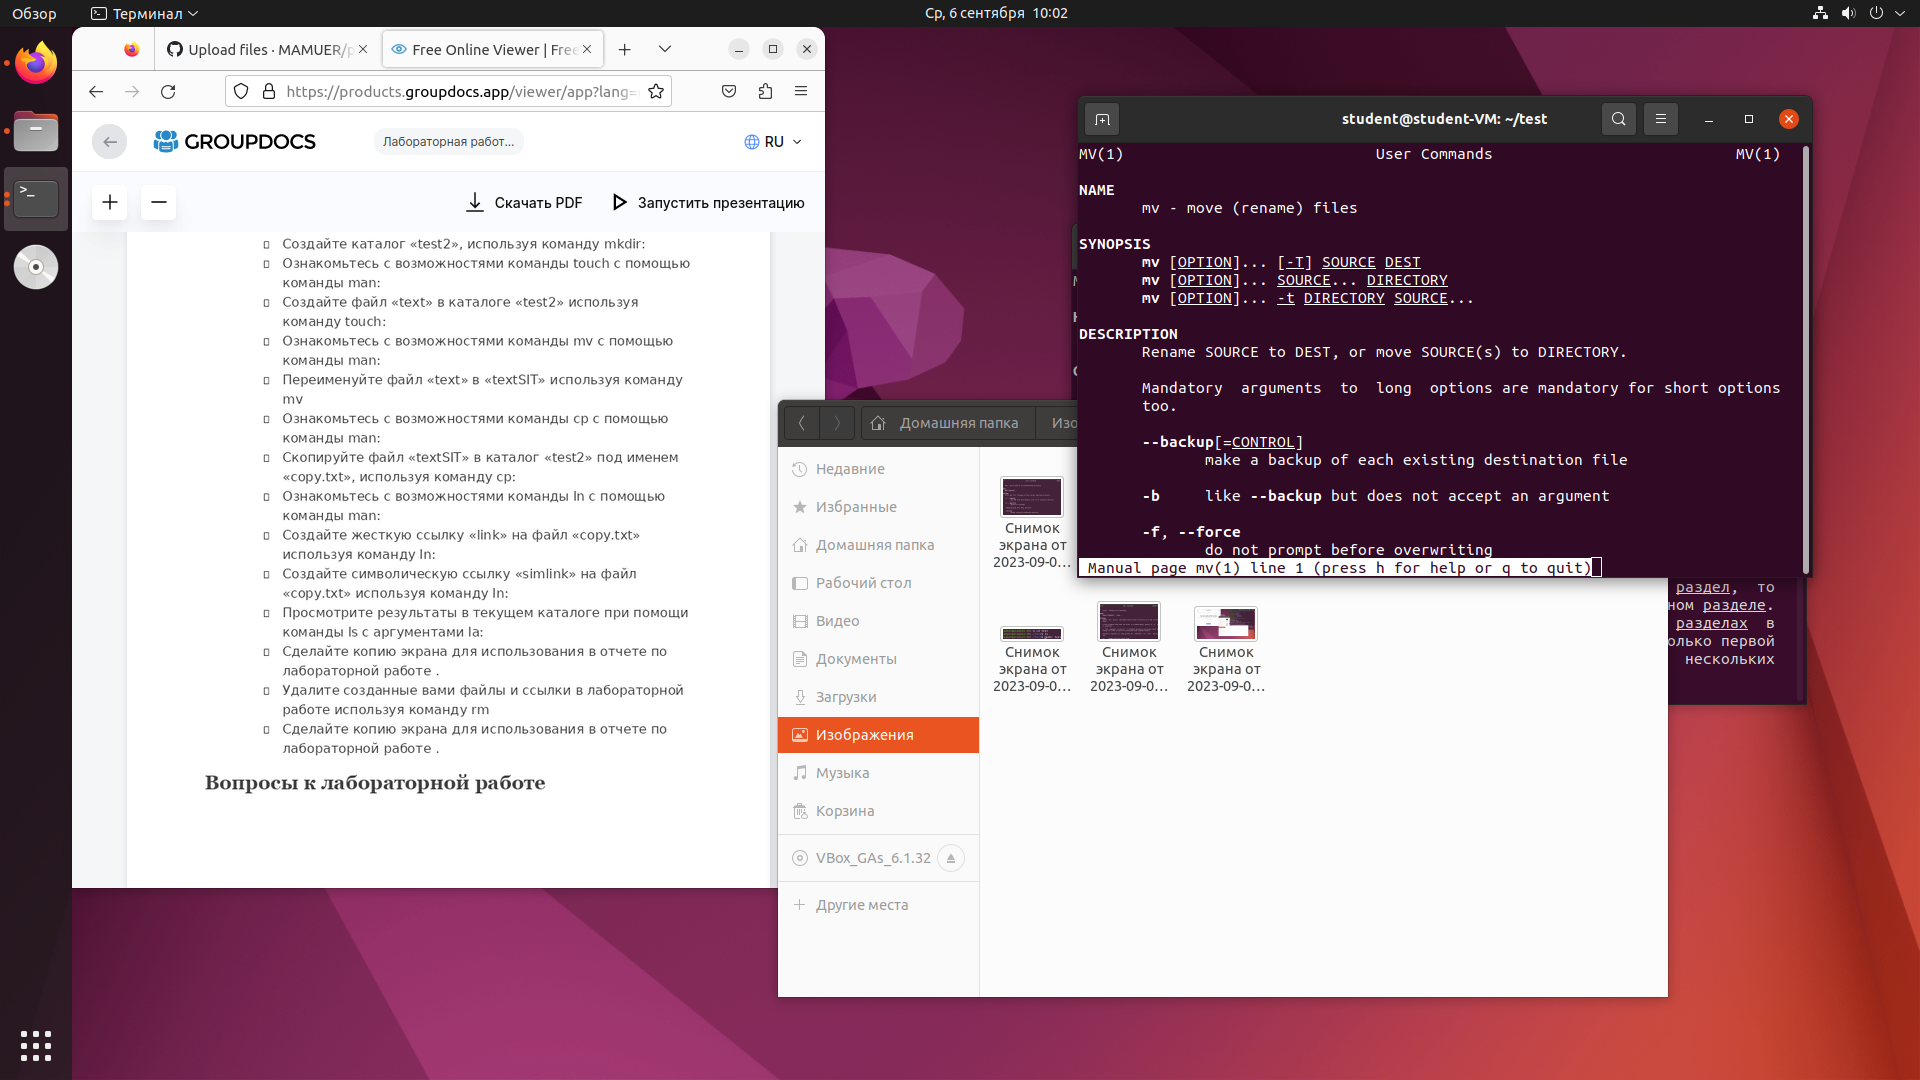 Обзор
Терминал
Ср, 6 сентября 10:02
Upload files · MAMUER/p
Free Online Viewer | Free
https://products.groupdocs.app/viewer/app?lang=
GROUPDOCS
Лабораторная работ...
RU
Скачать PDF
Запустить презентацию
Создайте каталог «test2», используя команду mkdir:
Ознакомьтесь с возможностями команды touch с помощью
команды man:
Создайте файл «text» в каталоге «test2» используя
команду touch:
Ознакомьтесь с возможностями команды mv с помощью
команды man:
Переименуйте файл «text» в «textSIT» используя команду
mv
Ознакомьтесь с возможностями команды cp с помощью
команды man:
Скопируйте файл «textSIT» в каталог «test2» под именем
«copy.txt», используя команду cp:
Ознакомьтесь с возможностями команды ln с помощью
команды man:
Создайте жесткую ссылку «link» на файл «copy.txt»
используя команду ln:
Создайте символическую ссылку «simlink» на файл
«copy.txt» используя команду ln:
Просмотрите результаты в текущем каталоге при помощи
команды ls с аргументами la:
Сделайте копию экрана для использования в отчете по
лабораторной работе .
Удалите созданные вами файлы и ссылки в лабораторной
работе используя команду rm
Сделайте копию экрана для использования в отчете по
лабораторной работе .
Вопросы к лабораторной работе
student@student-VM: ~/test
MV(1) User Commands MV(1)
NAME
mv - move (rename) files
SYNOPSIS
mv [OPTION]... [-T] SOURCE DEST
mv [OPTION]... SOURCE... DIRECTORY
mv [OPTION]... -t DIRECTORY SOURCE...
DESCRIPTION
Rename SOURCE to DEST, or move SOURCE(s) to DIRECTORY.
Mandatory arguments to long options are mandatory for short options
too.
--backup[=CONTROL]
make a backup of each existing destination file
-b like --backup but does not accept an argument
-f, --force
do not prompt before overwriting
Manual page mv(1) line 1 (press h for help or q to quit)
раздел, то
ном разделе.
разделах в
олько первой
нескольких
Домашняя папка
Изо
Недавние
Избранные
Домашняя папка
Рабочий стол
Видео
Документы
Загрузки
Изображения
Музыка
Корзина
VBox_GAs_6.1.32
Другие места
Снимок
экрана от
2023-09-0...
Снимок
экрана от
2023-09-0...
Снимок
экрана от
2023-09-0...
Снимок
экрана от
2023-09-0...